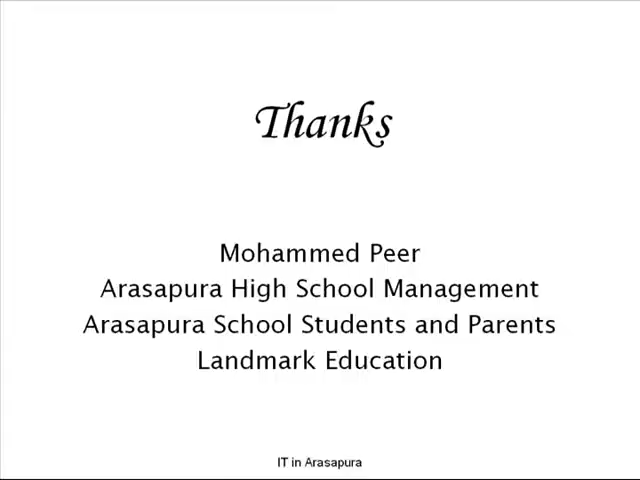 Thanks
Mohammed Peer
Arasapura High School Management
Arasapura School Students and Parents
Landmark Education
IT in Arasapura